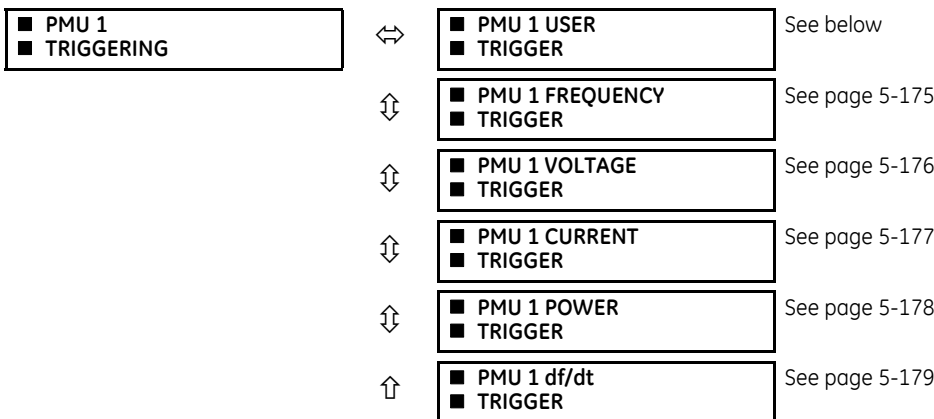 ■ PMU 1
■ TRIGGERING
■ PMU 1 USER
■ TRIGGER
See below
■ PMU 1 FREQUENCY
■ TRIGGER
See page 5-175
■ PMU 1 VOLTAGE
■ TRIGGER
See page 5-176
■ PMU 1 CURRENT
■ TRIGGER
See page 5-177
■ PMU 1 POWER
■ TRIGGER
See page 5-178
■ PMU 1 df/dt
■ TRIGGER
See page 5-179